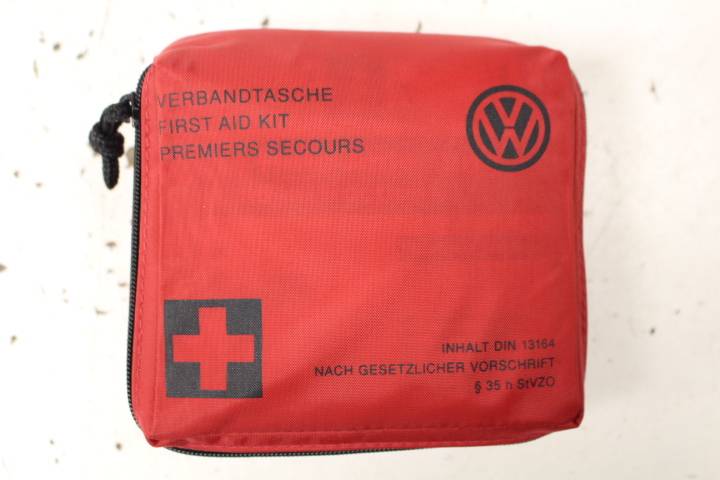 VERBANDTASCHE
FIRST AID KIT
PREMIERS SECOURS
VW
INHALT DIN 13164
NACH GESETZLICHER VORSCHRIFT
§ 35 h StVZO